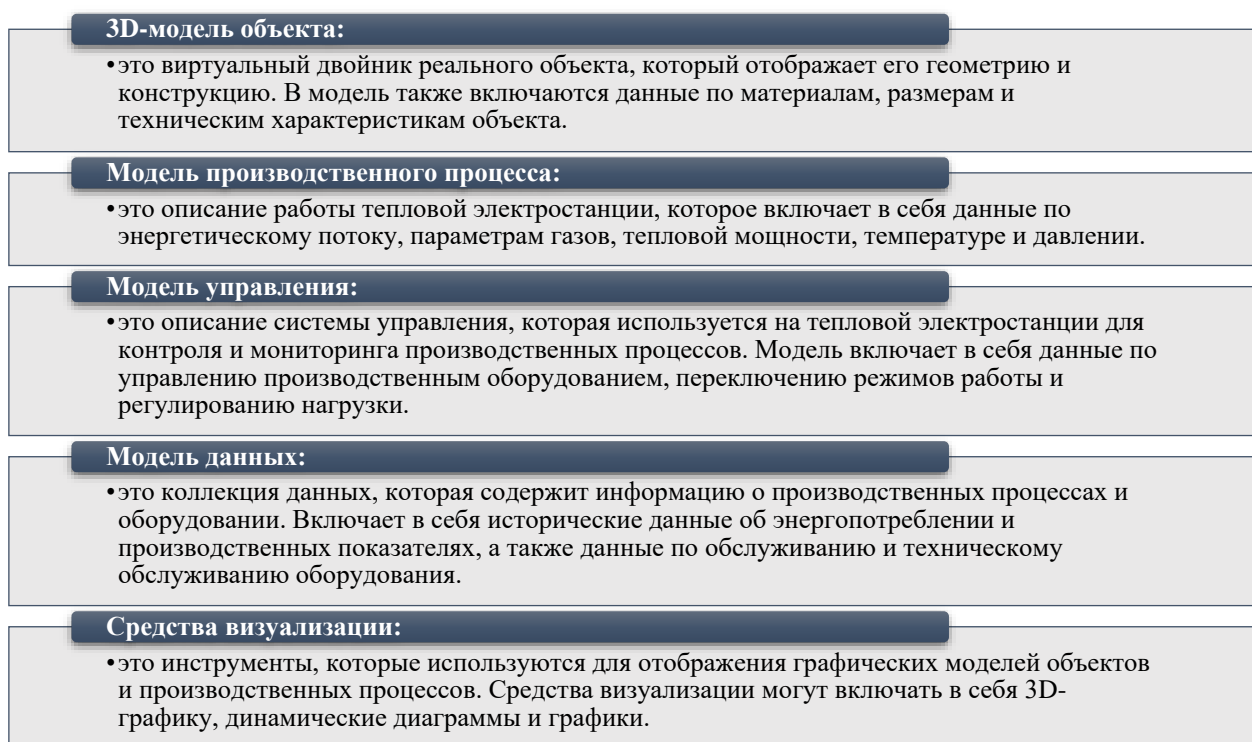 3D-модель объекта:
•это виртуальный двойник реального объекта, который отображает его геометрию и
конструкцию. В модель также включаются данные по материалам, размерам и
техническим характеристикам объекта.
Модель производственного процесса:
•это описание работы тепловой электростанции, которое включает в себя данные по
энергетическому потоку, параметрам газов, тепловой мощности, температуре и давлении.
Модель управления:
•это описание системы управления, которая используется на тепловой электростанции для
контроля и мониторинга производственных процессов. Модель включает в себя данные по
управлению производственным оборудованием, переключению режимов работы и
регулированию нагрузки.
Модель данных:
•это коллекция данных, которая содержит информацию о производственных процессах и
оборудовании. Включает в себя исторические данные об энергопотреблении и
производственных показателях, а также данные по обслуживанию и техническому
обслуживанию оборудования.
Средства визуализации:
•это инструменты, которые используются для отображения графических моделей объектов
и производственных процессов. Средства визуализации могут включать в себя 3D-
графику, динамические диаграммы и графики.